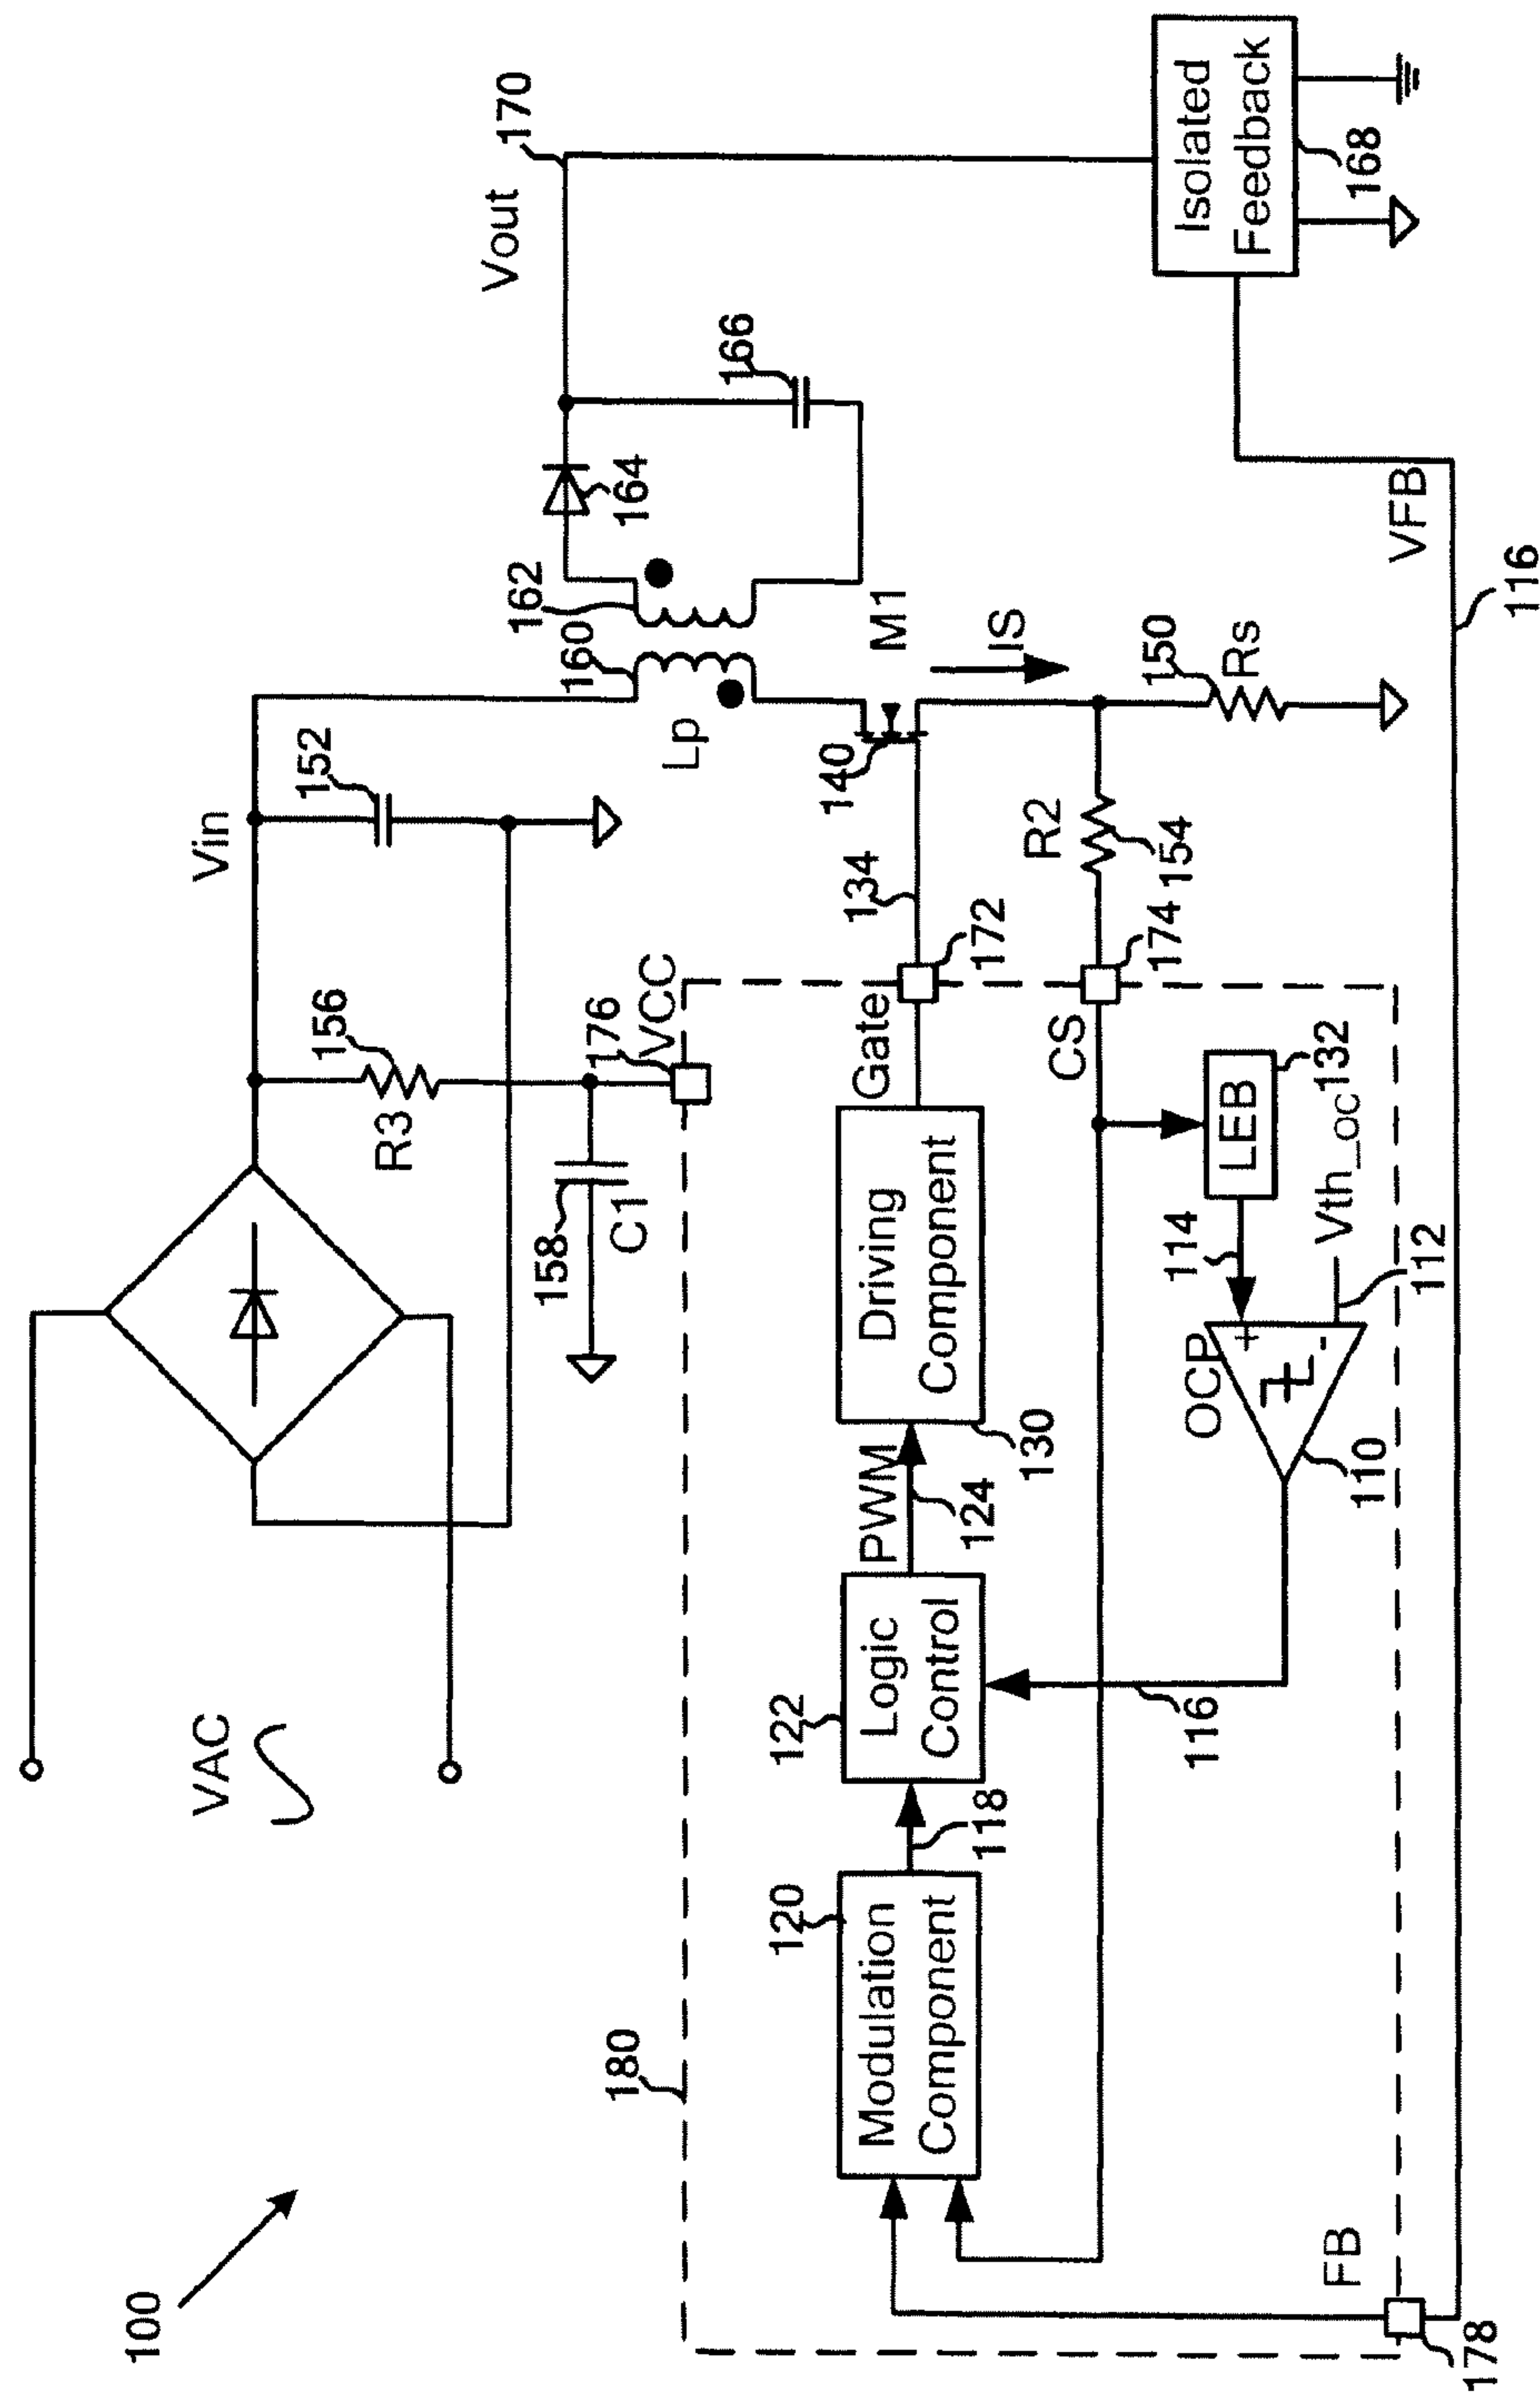 100
VAC
Vin
152
156
R3
158
C1
176
VCC
160
Lp
162
164
166
Vout
170
180
120
Modulation
Component
118
122
Logic
Control
PWM
124
130
Driving
Component
Gate
172
134
140
M1
IS
150
Rs
R2
154
174
CS
LEB
132
114
Vth_OC
112
OCP
+
-
110
116
Isolated
Feedback
168
VFB
116
FB
178